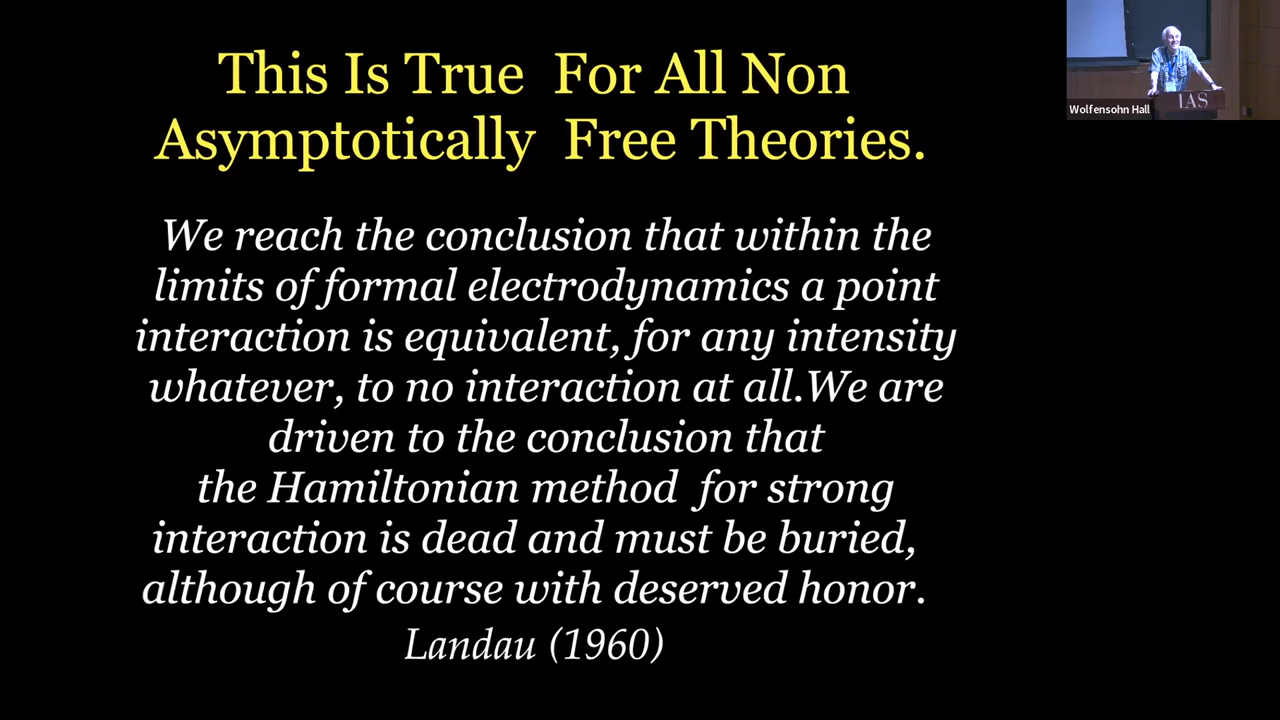 This Is True For All Non
Asymptotically Free Theories.
We reach the conclusion that within the
limits of formal electrodynamics a point
interaction is equivalent, for any intensity
whatever, to no interaction at all.We are
driven to the conclusion that
the Hamiltonian method for strong
interaction is dead and must be buried,
although of course with deserved honor.
Landau (1960)
Wolfensohn Hall
IAS